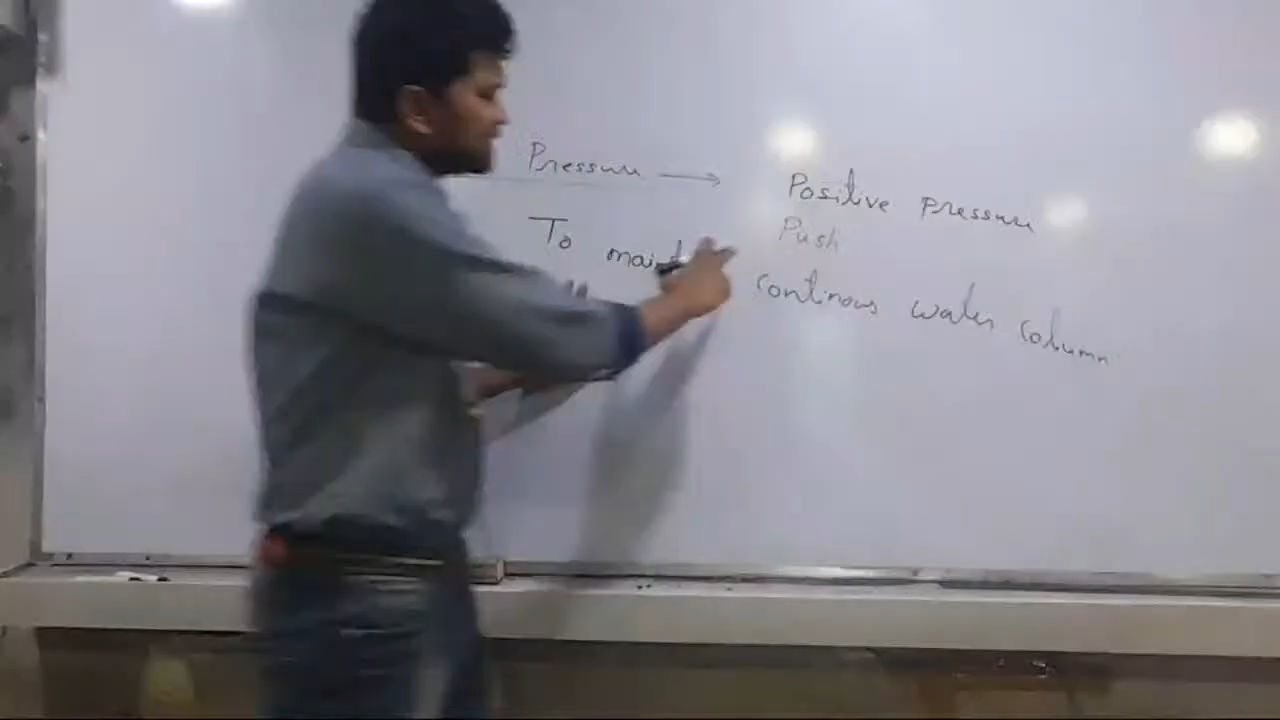 Pressure → Positive pressure
Push
To continous water column